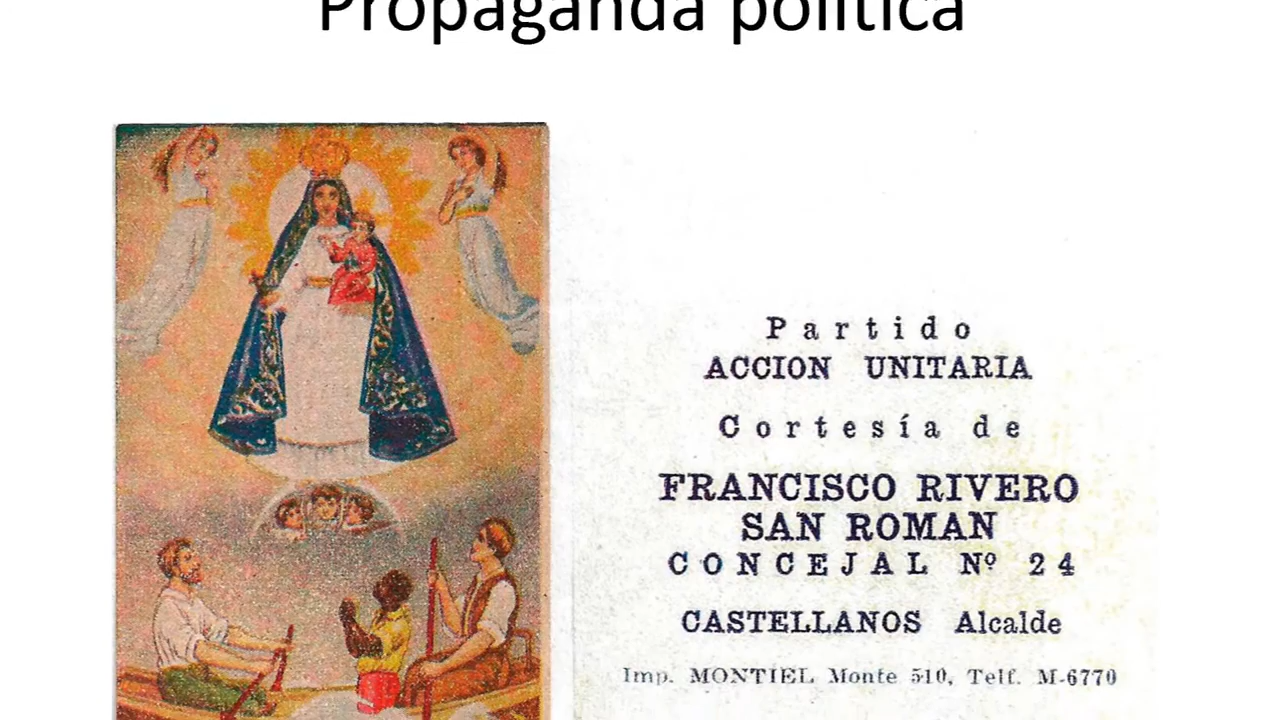 Propaganda política
Partido
ACCION UNITARIA
Cortesía de
FRANCISCO RIVERO
SAN ROMAN
CONCEJAL Nº 24
CASTELLANOS Alcalde
Imp. MONTIEL Monte 510, Telf. M-6770